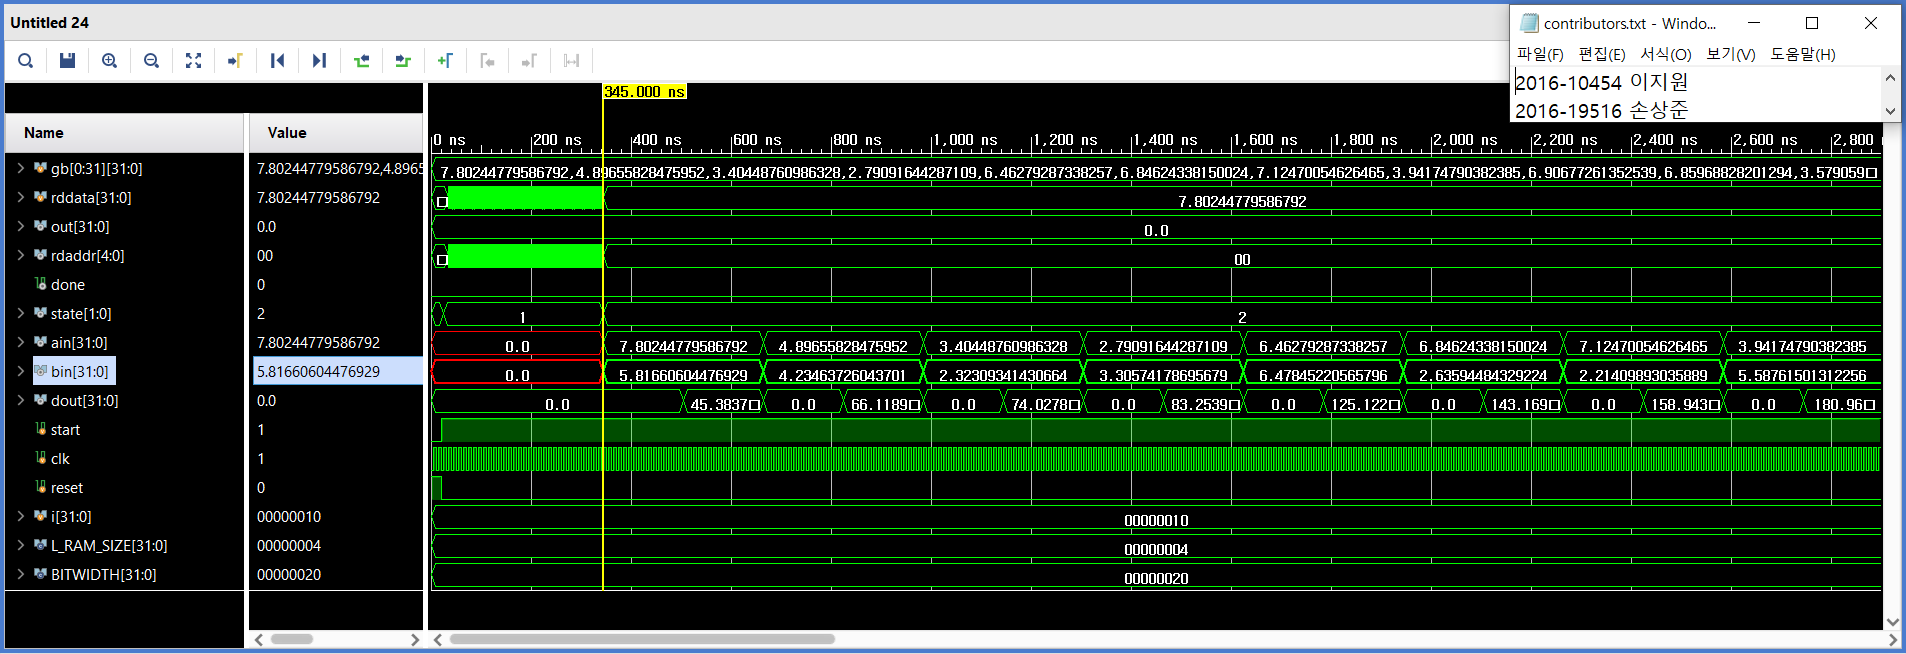 Untitled 24
contributors.txt - Windo...
파일(F) 편집(E) 서식(O) 보기(V) 도움말(H)
2016-10454 이지원
2016-19516 손상준
345.000 ns
Name Value
0 ns 200 ns 400 ns 600 ns 800 ns 1,000 ns 1,200 ns 1,400 ns 1,600 ns 1,800 ns 2,000 ns 2,200 ns 2,400 ns 2,600 ns 2,800
gb[0:31][31:0] 7.80244779586792,4.8965 7.80244779586792,4.89655828475952,3.40448760986328,2.79091644287109,6.46279287338257,6.84624338150024,7.12470054626465,3.94174790382385,6.90677261352539,6.85968828201294,3.579059
rddata[31:0] 7.80244779586792 7.80244779586792
out[31:0] 0.0 0.0
rdaddr[4:0] 00 00
done 0
state[1:0] 2 1 2
ain[31:0] 7.80244779586792 0.0 7.80244779586792 4.89655828475952 3.40448760986328 2.79091644287109 6.46279287338257 6.84624338150024 7.12470054626465 3.94174790382385
bin[31:0] 5.81660604476929 0.0 5.81660604476929 4.23463726043701 2.32309341430664 3.30574178695679 6.47845220565796 2.63594484329224 2.21409893035889 5.58761501312256
dout[31:0] 0.0 0.0 45.3837 0.0 66.1189 0.0 74.0278 0.0 83.2539 0.0 125.122 0.0 143.169 0.0 158.943 0.0 180.96
start 1
clk 1
reset 0
i[31:0] 00000010 00000010
L_RAM_SIZE[31:0] 00000004 00000004
BITWIDTH[31:0] 00000020 00000020